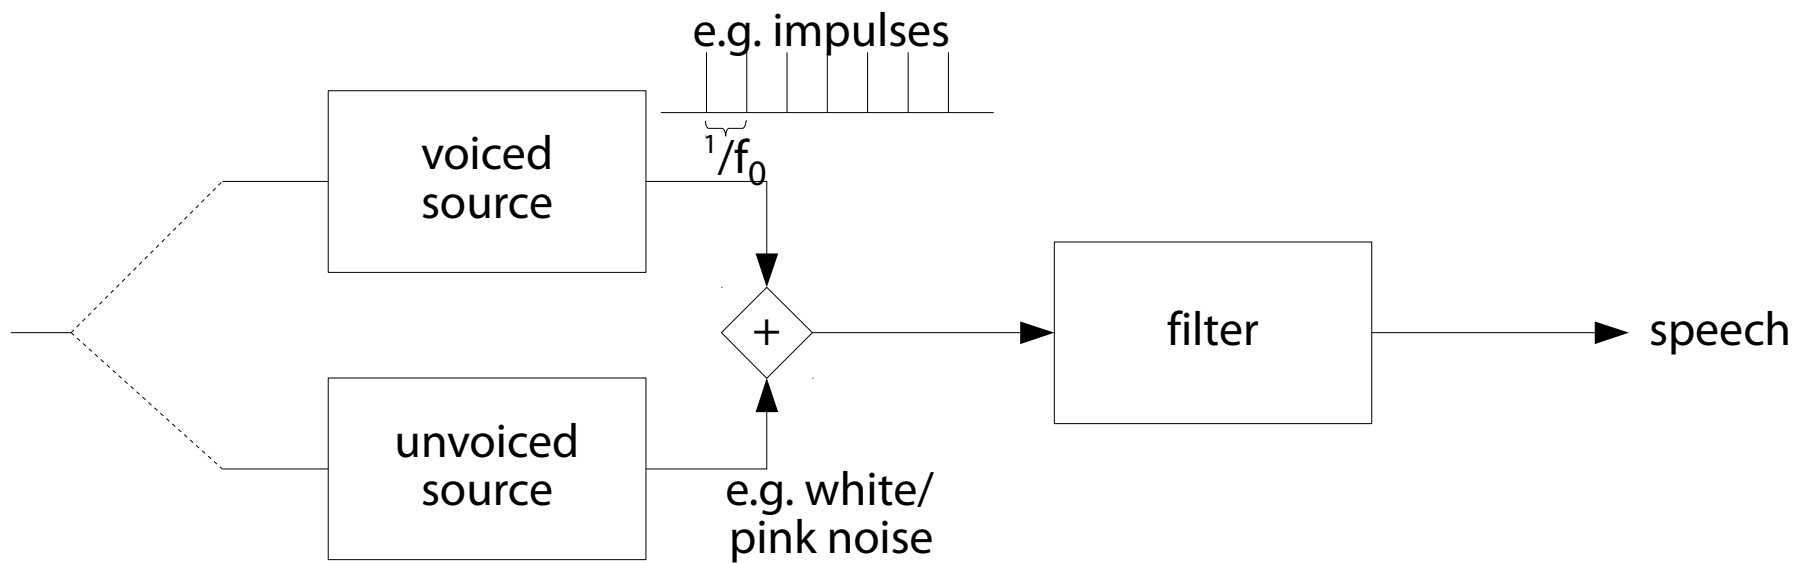 e.g. impulses
voiced
source
¹/f₀
+
filter
speech
unvoiced
source
e.g. white/
pink noise